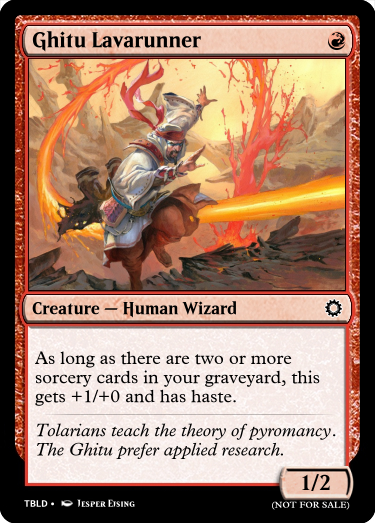 Ghitu Lavarunner
Creature — Human Wizard
As long as there are two or more
sorcery cards in your graveyard, this
gets +1/+0 and has haste.
Tolarians teach the theory of pyromancy.
The Ghitu prefer applied research.
1/2
TBLD • Jesper Eising
(NOT FOR SALE)